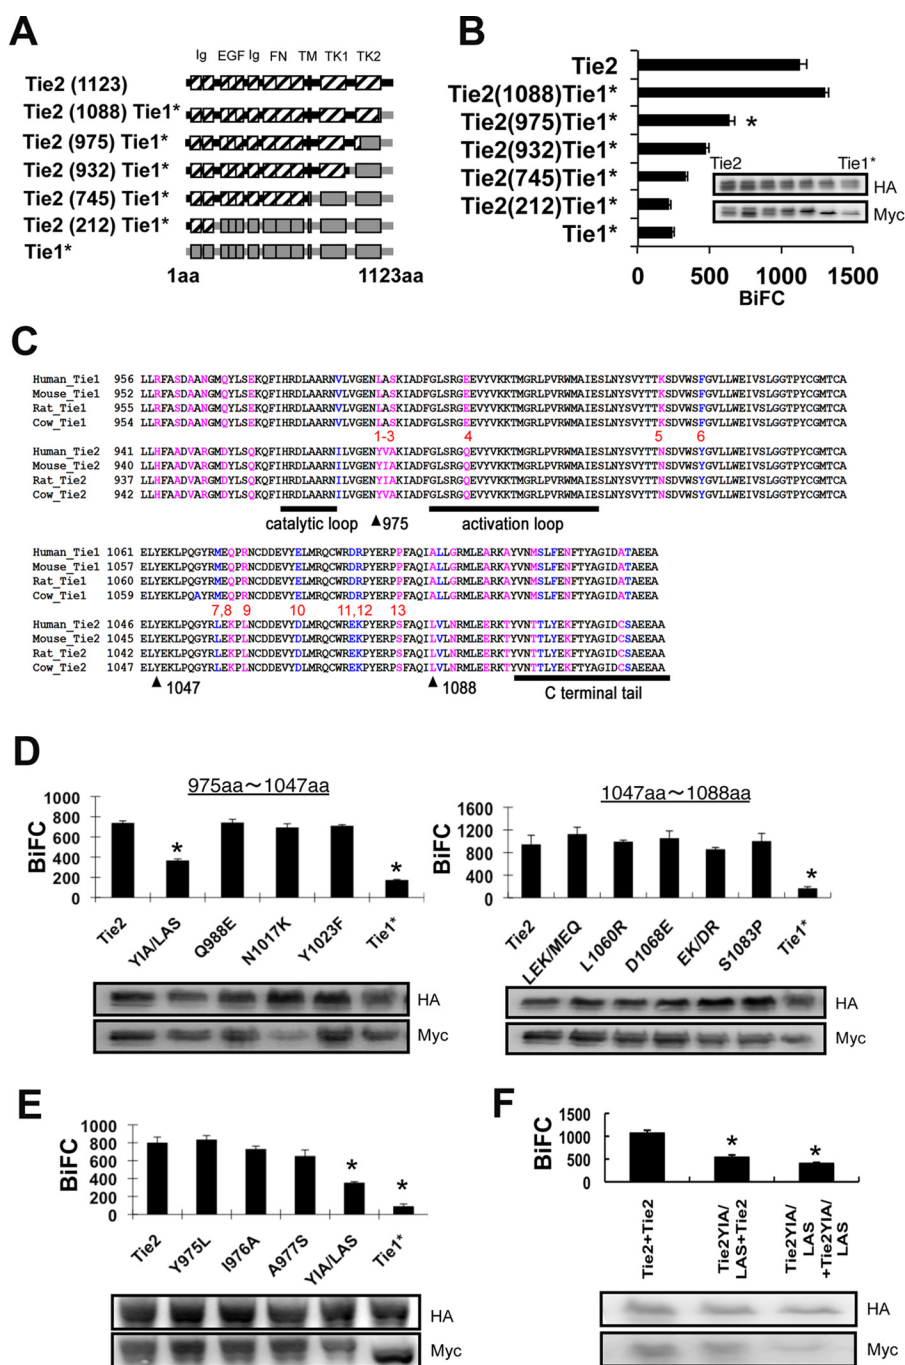 A
Ig EGF Ig FN TM TK1 TK2
Tie2 (1123)
Tie2 (1088) Tie1*
Tie2 (975) Tie1*
Tie2 (932) Tie1*
Tie2 (745) Tie1*
Tie2 (212) Tie1*
Tie1*
1aa 1123aa
B
Tie2
Tie2(1088)Tie1*
Tie2(975)Tie1*
*
Tie2(932)Tie1*
Tie2(745)Tie1*
Tie2(212)Tie1*
Tie1*
Tie2 Tie1*
HA
Myc
0 500 1000 1500
BiFC
C
Human_Tie1 956 LLRFASDAANGMQYLSEKQFIHRDLAARNVLVGENLASKIADFGLSRGEEVYVKKTMGRLPVRWMAIESLNYSVYTTKSDVWSFGVLLWEIVSLGGTPYCGMTCA
Mouse_Tie1 952 LLRFASDAANGMQYLSEKQFIHRDLAARNVLVGENLASKIADFGLSRGEEVYVKKTMGRLPVRWMAIESLNYSVYTTKSDVWSFGVLLWEIVSLGGTPYCGMTCA
Rat_Tie1 955 LLRFASDAANGMQYLSEKQFIHRDLAARNVLVGENLASKIADFGLSRGEEVYVKKTMGRLPVRWMAIESLNYSVYTTKSDVWSFGVLLWEIVSLGGTPYCGMTCA
Cow_Tie1 954 LLRFASDAANGMQYLSEKQFIHRDLAARNVLVGENLASKIADFGLSRGEEVYVKKTMGRLPVRWMAIESLNYSVYTTKSDVWSFGVLLWEIVSLGGTPYCGMTCA
1-3 4 5 6
Human_Tie2 941 LLHFAADVARGMDYLSQKQFIHRDLAARNILVGENYVAKIADFGLSRGQEVYVKKTMGRLPVRWMAIESLNYSVYTTNSDVWSYGVLLWEIVSLGGTPYCGMTCA
Mouse_Tie2 940 LLHFAADVARGMDYLSQKQFIHRDLAARNILVGENYIAKIADFGLSRGQEVYVKKTMGRLPVRWMAIESLNYSVYTTNSDVWSYGVLLWEIVSLGGTPYCGMTCA
Rat_Tie2 937 LLHFAADVARGMDYLSQKQFIHRDLAARNILVGENYIAKIADFGLSRGQEVYVKKTMGRLPVRWMAIESLNYSVYTTNSDVWSYGVLLWEIVSLGGTPYCGMTCA
Cow_Tie2 942 LLHFAADVARGMDYLSQKQFIHRDLAARNILVGENYVAKIADFGLSRGQEVYVKKTMGRLPVRWMAIESLNYSVYTTNSDVWSYGVLLWEIVSLGGTPYCGMTCA
catalytic loop ▲975 activation loop
Human_Tie1 1061 ELYEKLPQGYRMEQPRNCDDEVYELMRQCWRDRPYERPPFAQIALLGRMLEARKAYVNMSLFENFTYAGIDATAEEA
Mouse_Tie1 1057 ELYEKLPQGYRMEQPRNCDDEVYELMRQCWRDRPYERPPFAQIALLGRMLEARKAYVNMSLFENFTYAGIDATAEEA
Rat_Tie1 1060 ELYEKLPQGYRMEQPRNCDDEVYELMRQCWRDRPYERPPFAQIALLGRMLEARKAYVNMSLFENFTYAGIDATAEEA
Cow_Tie1 1059 ELYEKLPQAYRMEQPRNCDDEVYELMRQCWRDRPYERPPFAQIALLGRMLEARKAYVNMSLFENFTYAGIDATAEEA
7,8 9 10 11,12 13
Human_Tie2 1046 ELYEKLPQGYRLEKPLNCDDEVYDLMRQCWREKPYERPSFAQILVLNRMLEERKTYVNTTLYEKFTYAGIDCSAEEAA
Mouse_Tie2 1045 ELYEKLPQGYRLEKPLNCDDEVYDLMRQCWREKPYERPSFAQILVLNRMLEERKTYVNTTLYEKFTYAGIDCSAEEAA
Rat_Tie2 1042 ELYEKLPQGYRLEKPLNCDDEVYDLMRQCWREKPYERPSFAQILVLNRMLEERKTYVNTTLYEKFTYAGIDCSAEEAA
Cow_Tie2 1047 ELYEKLPQGYRLEKPLNCDDEVYDLMRQCWREKPYERPSFAQILVLNRMLEERKTYVNTTLYEKFTYAGIDCSAEEAA
▲1047 ▲1088 C terminal tail
D
975aa~1047aa
BiFC
1000
800
600
400
200
0
* *
Tie2 YIA/LAS Q988E N1017K Y1023F Tie1*
HA
Myc
1047aa~1088aa
BiFC
1600
1200
800
400
0
*
Tie2 LEK/MEQ L1060R D1068E EK/DR S1083P Tie1*
HA
Myc
E
BiFC
1000
800
600
400
200
0
* *
Tie2 Y975L I976A A977S YIA/LAS Tie1*
HA
Myc
F
BiFC
1500
1000
500
0
* *
Tie2+Tie2
Tie2YIA/
LAS+Tie2
Tie2YIA/
LAS
+Tie2YIA/
LAS
HA
Myc